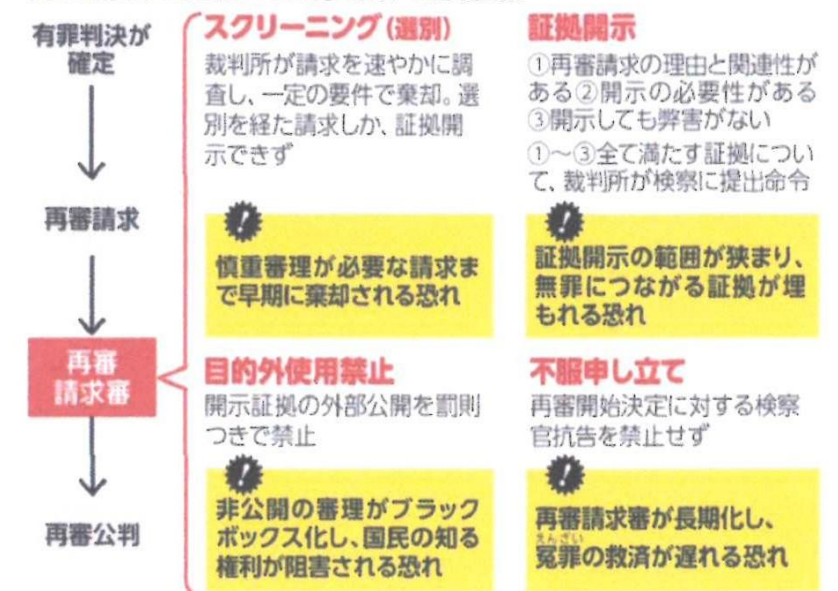 有罪判決が
確定
再審請求
再審
請求審
再審公判
スクリーニング(選別)
裁判所が請求を速やかに調
査し、一定の要件で棄却。選
別を経た請求しか、証拠開
示できず
慎重審理が必要な請求ま
で早期に棄却される恐れ
証拠開示
①再審請求の理由と関連性が
ある②開示の必要性がある
③開示しても弊害がない
①〜③全て満たす証拠につい
て、裁判所が検察に提出命令
証拠開示の範囲が狭まり、
無罪につながる証拠が埋
もれる恐れ
目的外使用禁止
開示証拠の外部公開を罰則
つきで禁止
非公開の審理がブラック
ボックス化し、国民の知る
権利が阻害される恐れ
不服申し立て
再審開始決定に対する検察
官抗告を禁止せず
再審請求審が長期化し、
えんざい
冤罪の救済が遅れる恐れ